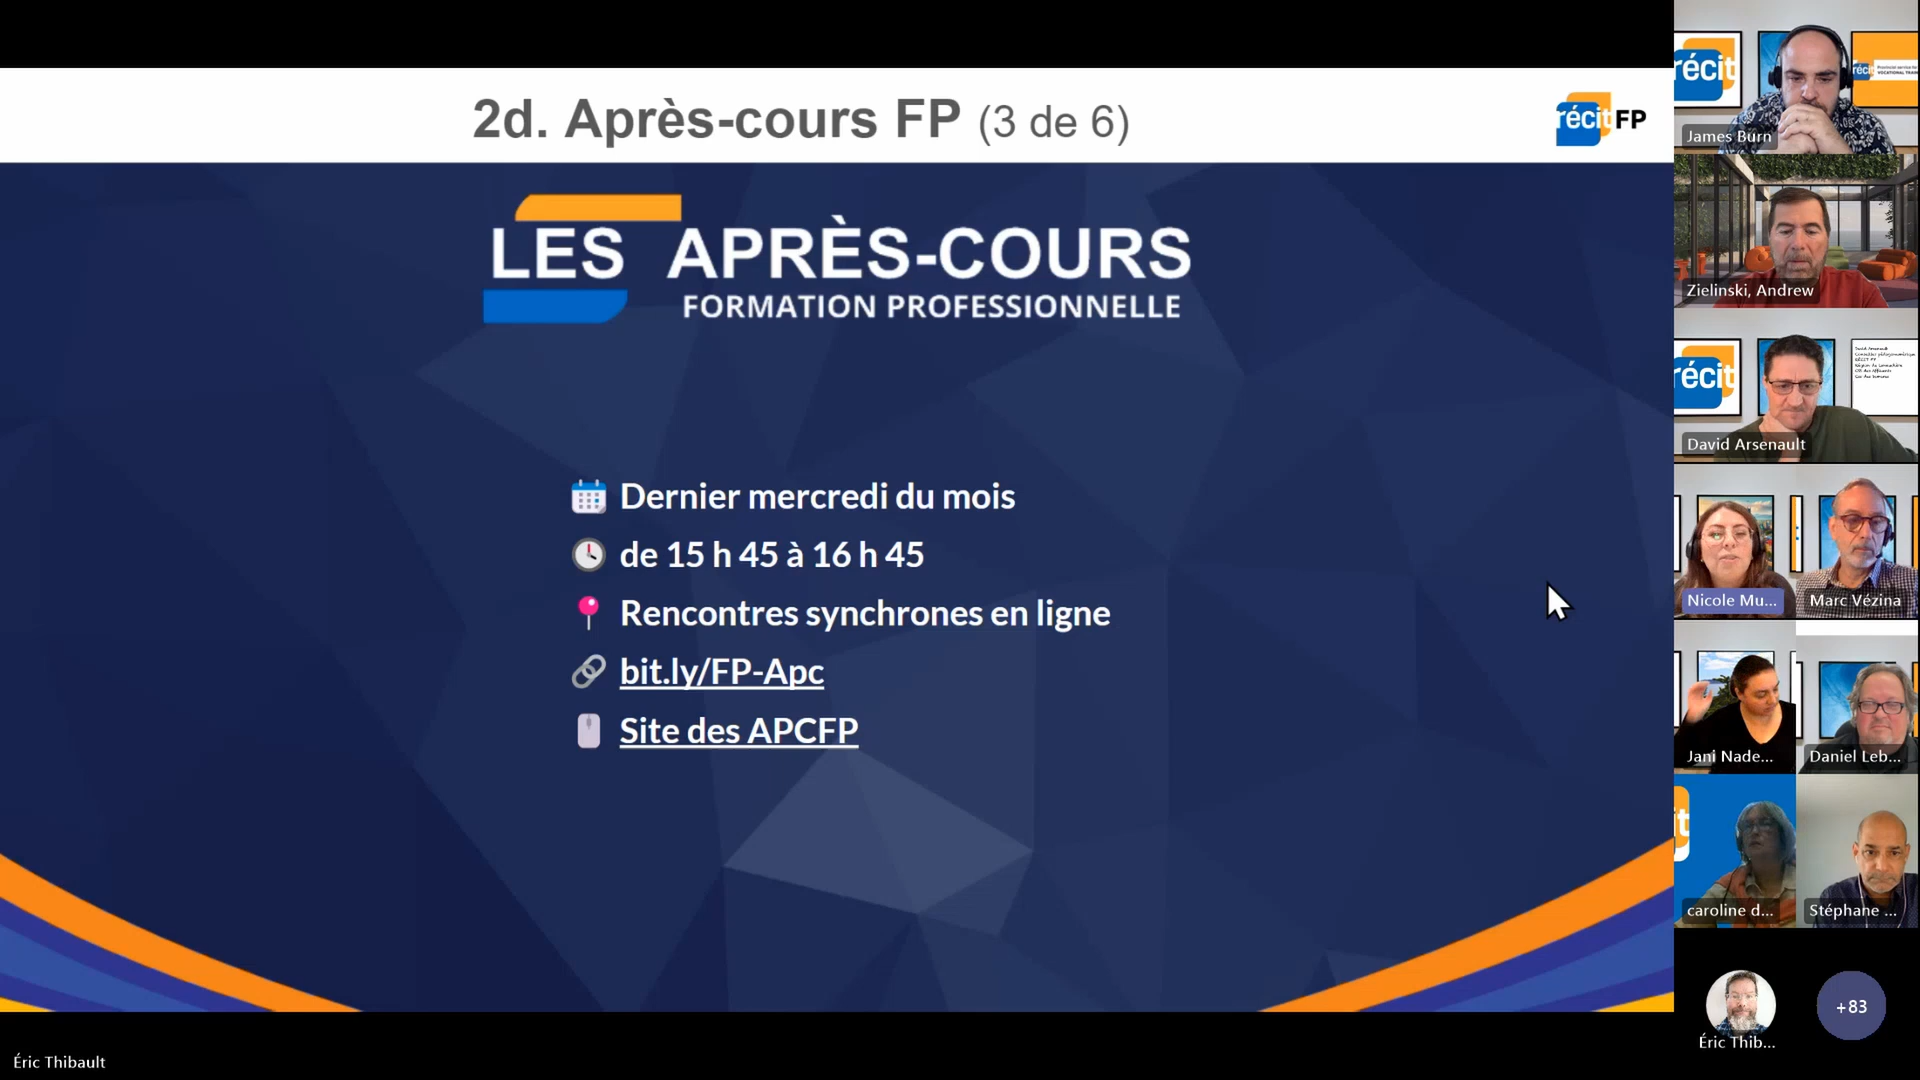 2d. Après-cours FP (3 de 6)
récit FP
LES APRÈS-COURS
FORMATION PROFESSIONNELLE
Dernier mercredi du mois
de 15 h 45 à 16 h 45
Rencontres synchrones en ligne
bit.ly/FP-Apc
Site des APCFP
Éric Thibault
récit
récit
James Burn
Zielinski, Andrew
récit
David Arsenault
Nicole Mu...
Marc Vézina
Jani Nade...
Daniel Leb...
caroline d...
Stéphane ...
Éric Thib...
+83